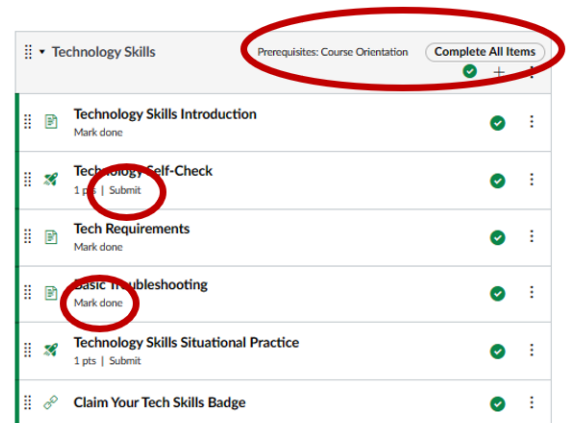 Technology Skills
Prerequisites: Course Orientation
Complete All Items
Technology Skills Introduction
Mark done
Technology Self-Check
1 pts | Submit
Tech Requirements
Mark done
Basic Troubleshooting
Mark done
Technology Skills Situational Practice
1 pts | Submit
Claim Your Tech Skills Badge